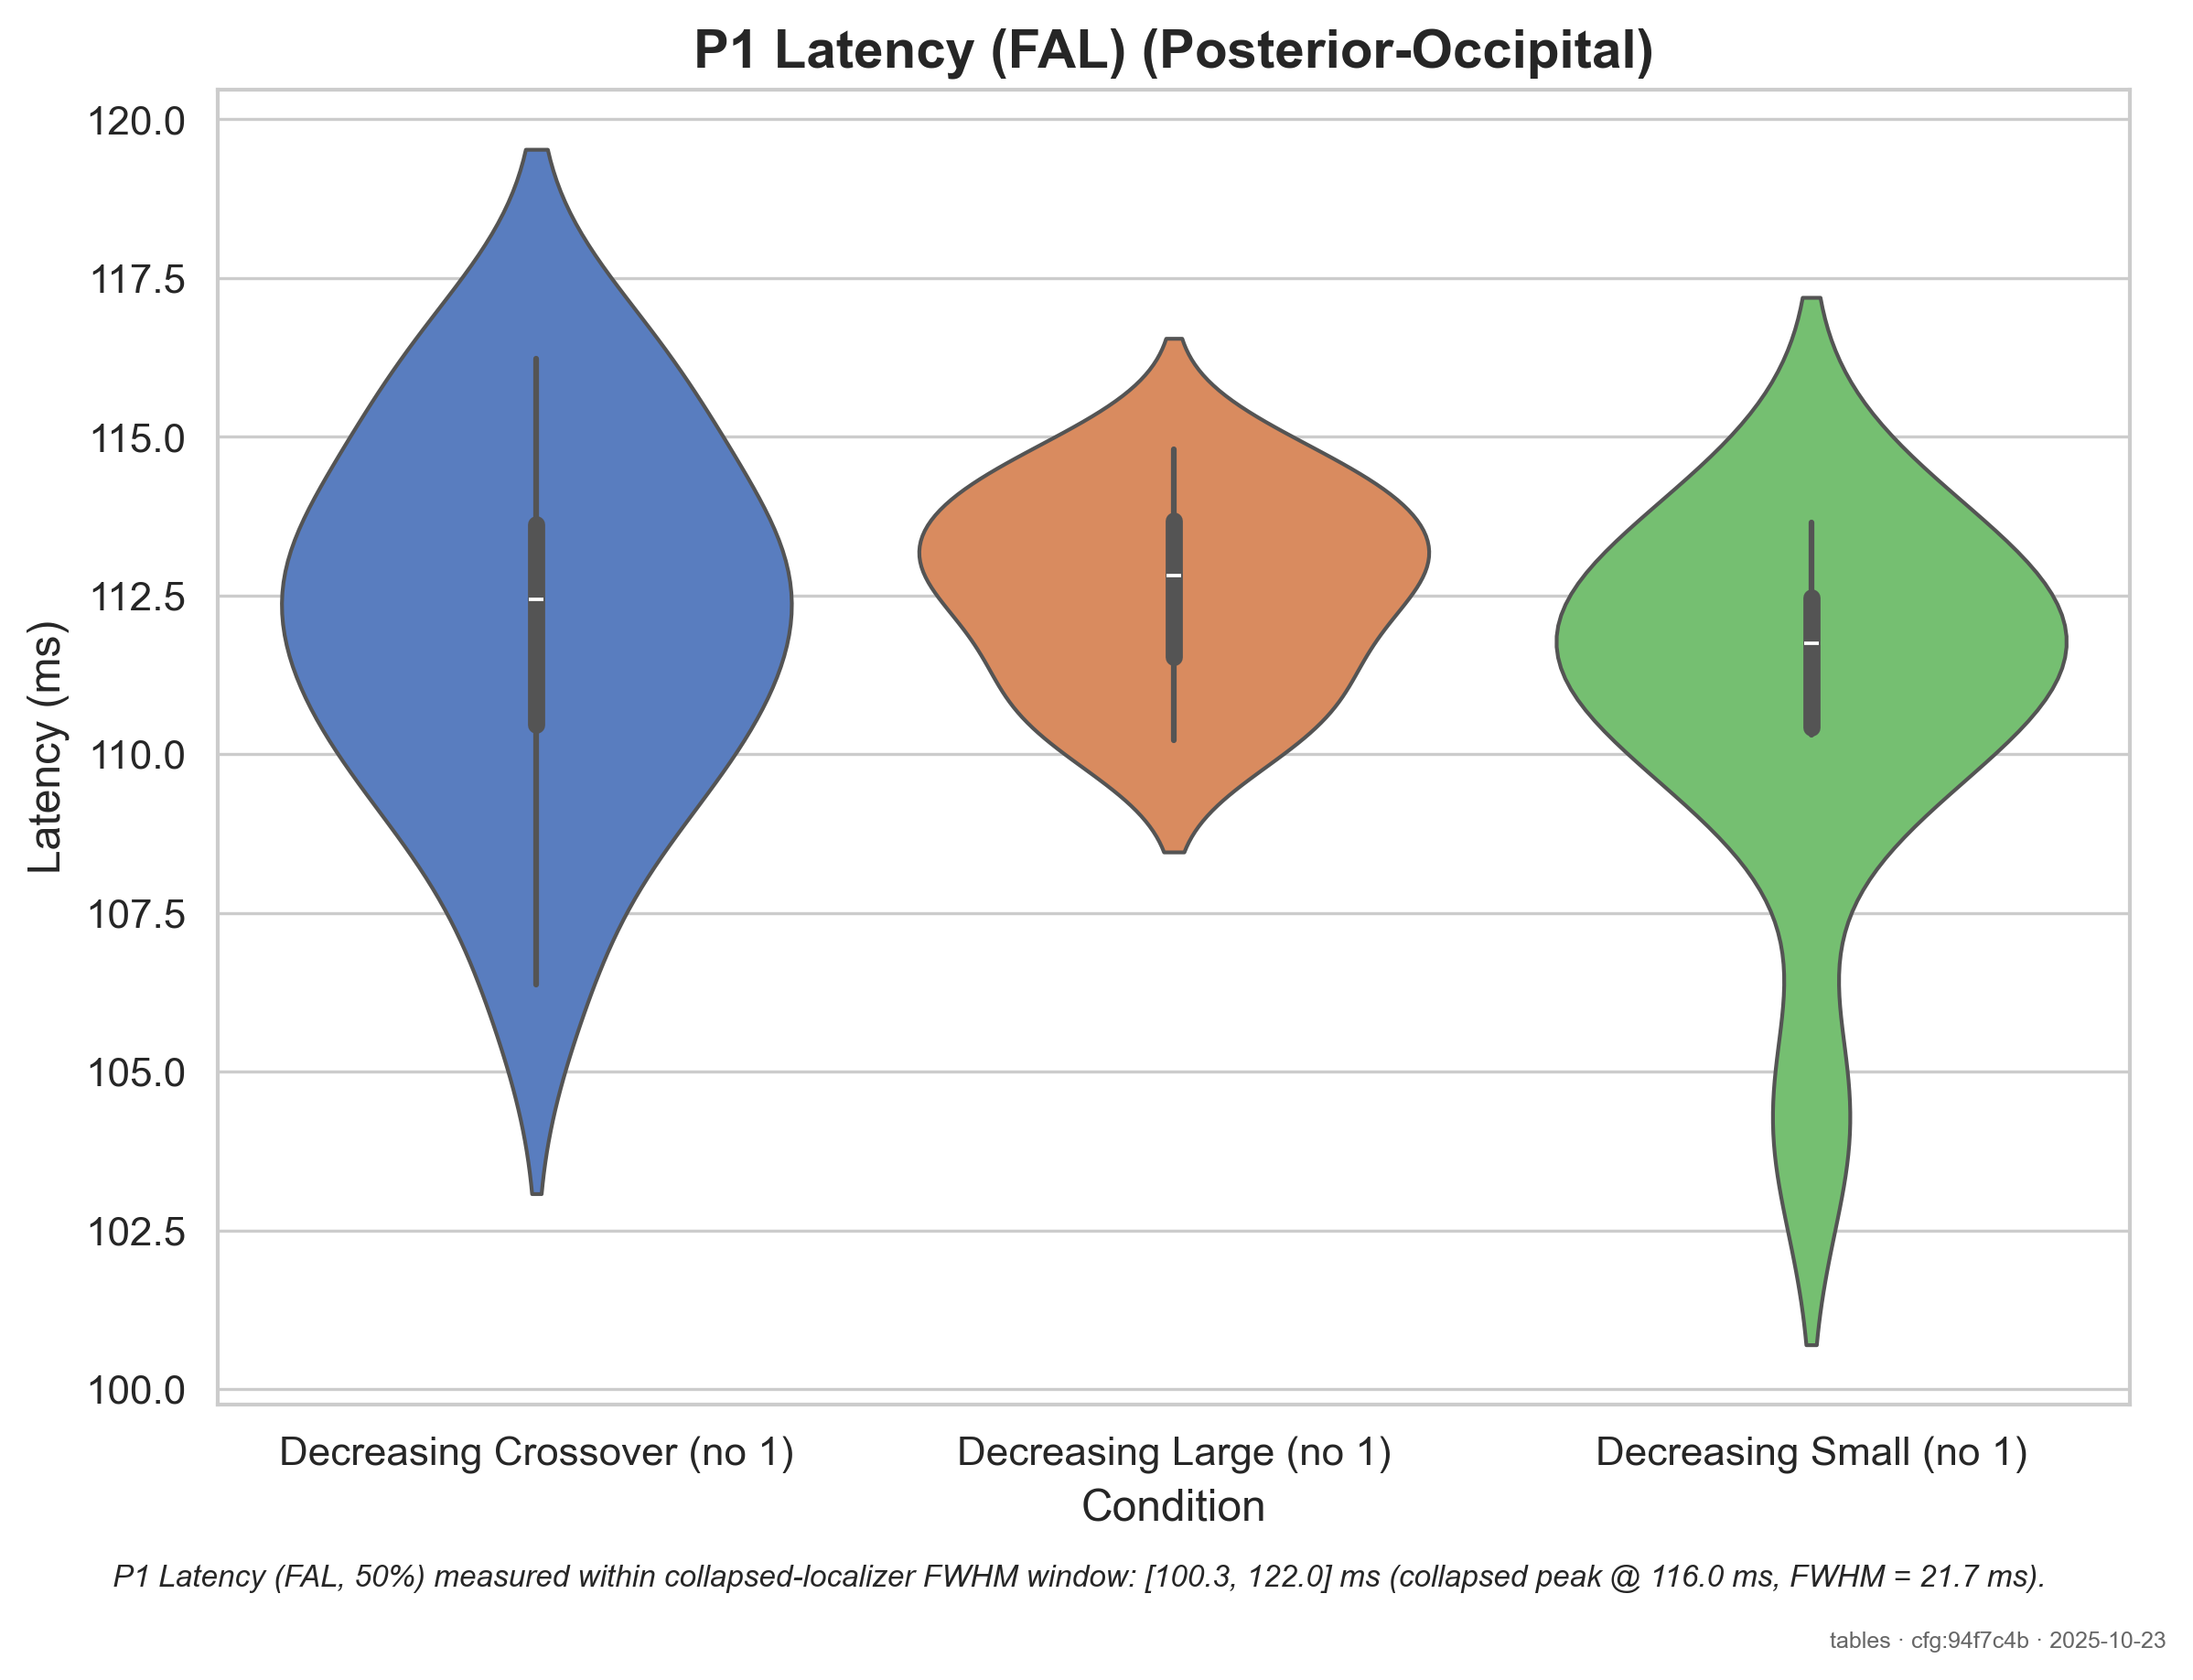 P1 Latency (FAL) (Posterior-Occipital)
120.0
117.5
115.0
112.5
110.0
107.5
105.0
102.5
100.0
Latency (ms)
Decreasing Crossover (no 1)
Decreasing Large (no 1)
Decreasing Small (no 1)
Condition
P1 Latency (FAL, 50%) measured within collapsed-localizer FWHM window: [100.3, 122.0] ms (collapsed peak @ 116.0 ms, FWHM = 21.7 ms).
tables · cfg:94f7c4b · 2025-10-23